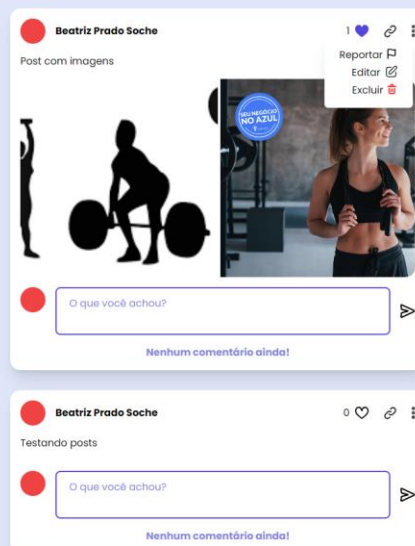 Beatriz Prado Soche
1
Reportar
Editar
Excluir
Post com imagens
SEU NEGÓCIO
NO AZUL
O que você achou?
Nenhum comentário ainda!
Beatriz Prado Soche
0
Testando posts
O que você achou?
Nenhum comentário ainda!